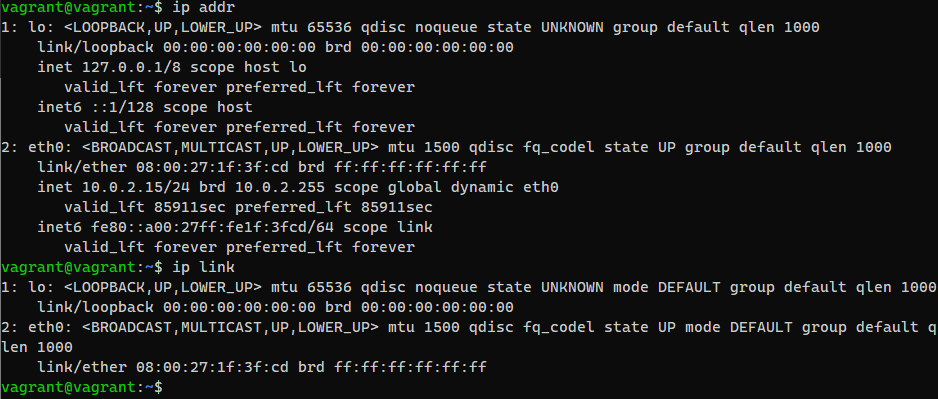 vagrant@vagrant:~$ ip addr
1: lo: <LOOPBACK,UP,LOWER_UP> mtu 65536 qdisc noqueue state UNKNOWN group default qlen 1000
    link/loopback 00:00:00:00:00:00 brd 00:00:00:00:00:00
    inet 127.0.0.1/8 scope host lo
       valid_lft forever preferred_lft forever
    inet6 ::1/128 scope host
       valid_lft forever preferred_lft forever
2: eth0: <BROADCAST,MULTICAST,UP,LOWER_UP> mtu 1500 qdisc fq_codel state UP group default qlen 1000
    link/ether 08:00:27:1f:3f:cd brd ff:ff:ff:ff:ff:ff
    inet 10.0.2.15/24 brd 10.0.2.255 scope global dynamic eth0
       valid_lft 85911sec preferred_lft 85911sec
    inet6 fe80::a00:27ff:fe1f:3fcd/64 scope link
       valid_lft forever preferred_lft forever
vagrant@vagrant:~$ ip link
1: lo: <LOOPBACK,UP,LOWER_UP> mtu 65536 qdisc noqueue state UNKNOWN mode DEFAULT group default qlen 1000
    link/loopback 00:00:00:00:00:00 brd 00:00:00:00:00:00
2: eth0: <BROADCAST,MULTICAST,UP,LOWER_UP> mtu 1500 qdisc fq_codel state UP mode DEFAULT group default q
len 1000
    link/ether 08:00:27:1f:3f:cd brd ff:ff:ff:ff:ff:ff
vagrant@vagrant:~$